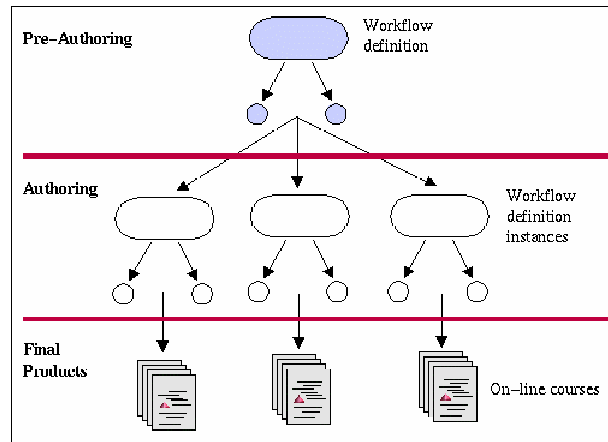 Pre-Authoring
Workflow
definition
Authoring
Workflow
definition
instances
Final
Products
On-line courses